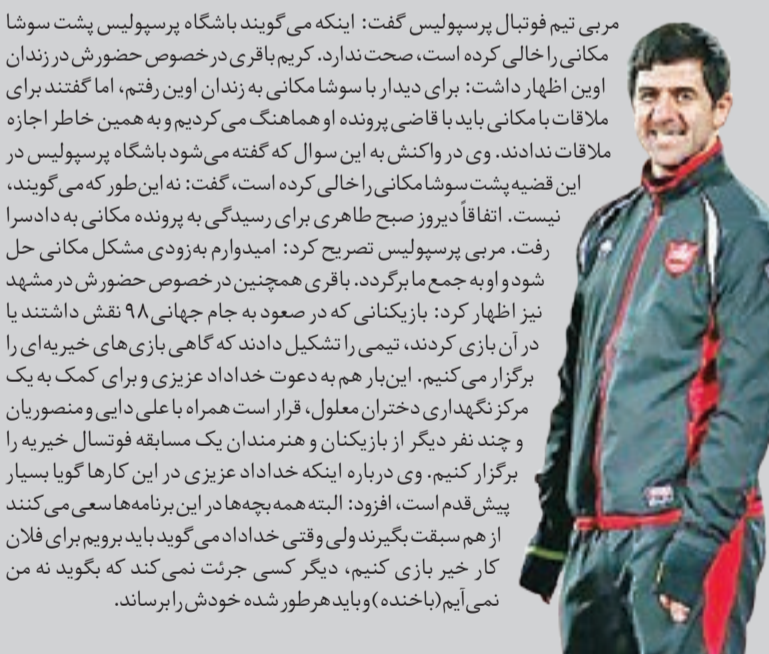 مربی تیم فوتبال پرسپولیس گفت: اینکه می‌گویند باشگاه پرسپولیس پشت سوشا
مکانی را خالی کرده است، صحت ندارد. کریم باقری در خصوص حضورش در زندان
اوین اظهار داشت: برای دیدار با سوشا مکانی به زندان اوین رفتم، اما گفتند برای
ملاقات با مکانی باید با قاضی پرونده او هماهنگ می‌کردیم و به همین خاطر اجازه
ملاقات ندادند. وی در واکنش به این سوال که گفته می‌شود باشگاه پرسپولیس در
این قضیه پشت سوشا مکانی را خالی کرده است، گفت: نه این‌طور که می‌گویند،
نیست. اتفاقاً دیروز صبح طاهری برای رسیدگی به پرونده مکانی به دادسرا
رفت. مربی پرسپولیس تصریح کرد: امیدوارم به‌زودی مشکل مکانی حل
شود و او به جمع ما برگردد. باقری همچنین در خصوص حضورش در مشهد
نیز اظهار کرد: بازیکنانی که در صعود به جام جهانی ۹۸ نقش داشتند یا
در آن بازی کردند، تیمی را تشکیل دادند که گاهی بازی‌های خیریه‌ای را
برگزار می‌کنیم. این‌بار هم به دعوت خداداد عزیزی و برای کمک به یک
مرکز نگهداری دختران معلول، قرار است همراه با علی دایی و منصوریان
و چند نفر دیگر از بازیکنان و هنرمندان یک مسابقه فوتسال خیریه را
برگزار کنیم. وی درباره اینکه خداداد عزیزی در این کارها گویا بسیار
پیش‌قدم است، افزود: البته همه بچه‌ها در این برنامه‌ها سعی می‌کنند
از هم سبقت بگیرند ولی وقتی خداداد می‌گوید باید برویم برای فلان
کار خیر بازی کنیم، دیگر کسی جرئت نمی‌کند که بگوید نه من
نمی‌آیم (با خنده) و باید هر طور شده خودش را برساند.